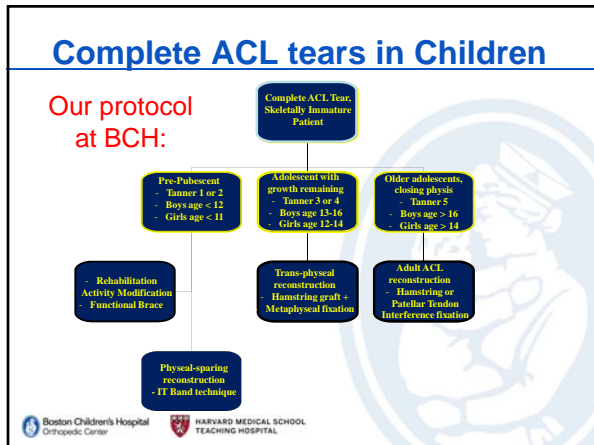 Complete ACL tears in Children
Our protocol
at BCH:
Complete ACL Tear,
Skeletally Immature
Patient
Pre-Pubescent
- Tanner 1 or 2
- Boys age < 12
- Girls age < 11
Adolescent with
growth remaining
- Tanner 3 or 4
- Boys age 13-16
- Girls age 12-14
Older adolescents,
closing physis
- Tanner 5
- Boys age > 16
- Girls age > 14
- Rehabilitation
Activity Modification
- Functional Brace
Trans-physeal
reconstruction
- Hamstring graft +
Metaphyseal fixation
Adult ACL
reconstruction
- Hamstring or
Patellar Tendon
Interference fixation
Physeal-sparing
reconstruction
- IT Band technique
Boston Children's Hospital
Orthopedic Center
HARVARD MEDICAL SCHOOL
TEACHING HOSPITAL